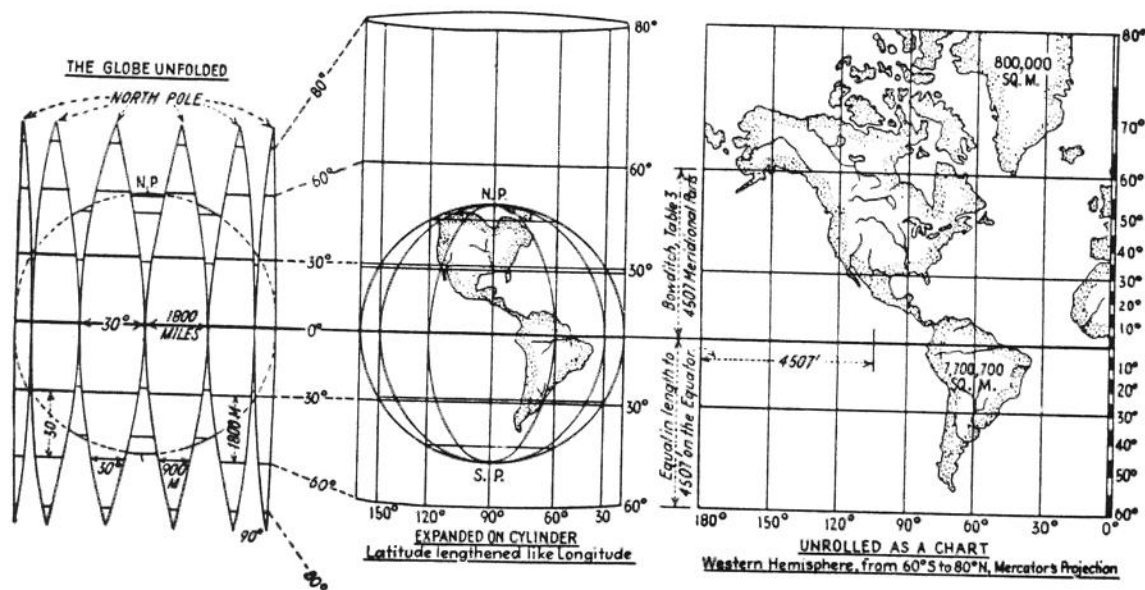 THE GLOBE UNFOLDED
NORTH POLE
80°
N.P.
60°
30°
30°
1800
MILES
0°
30°
30
1800 M
30°
900
M
60°
90°
80°
80°
60°
N.P.
30°
30°
S. P.
60°
150°
120°
90°
60°
30
EXPANDED ON CYLINDER
Latitude lengthened like Longitude
Bowditch, table 3
4507 Meridional Parts
Equal in length to
4507' on the Equator.
800,000
SQ. M.
4507'
SQ. M.
80°
70°
60°
50°
40°
30°
20°
10°
10°
20°
30°
40°
50°
60°
180°
150°
120°
90°
60°
30°
0°
UNROLLED AS A CHART
Western Hemisphere, from 60°S to 80°N, Mercator's Projection